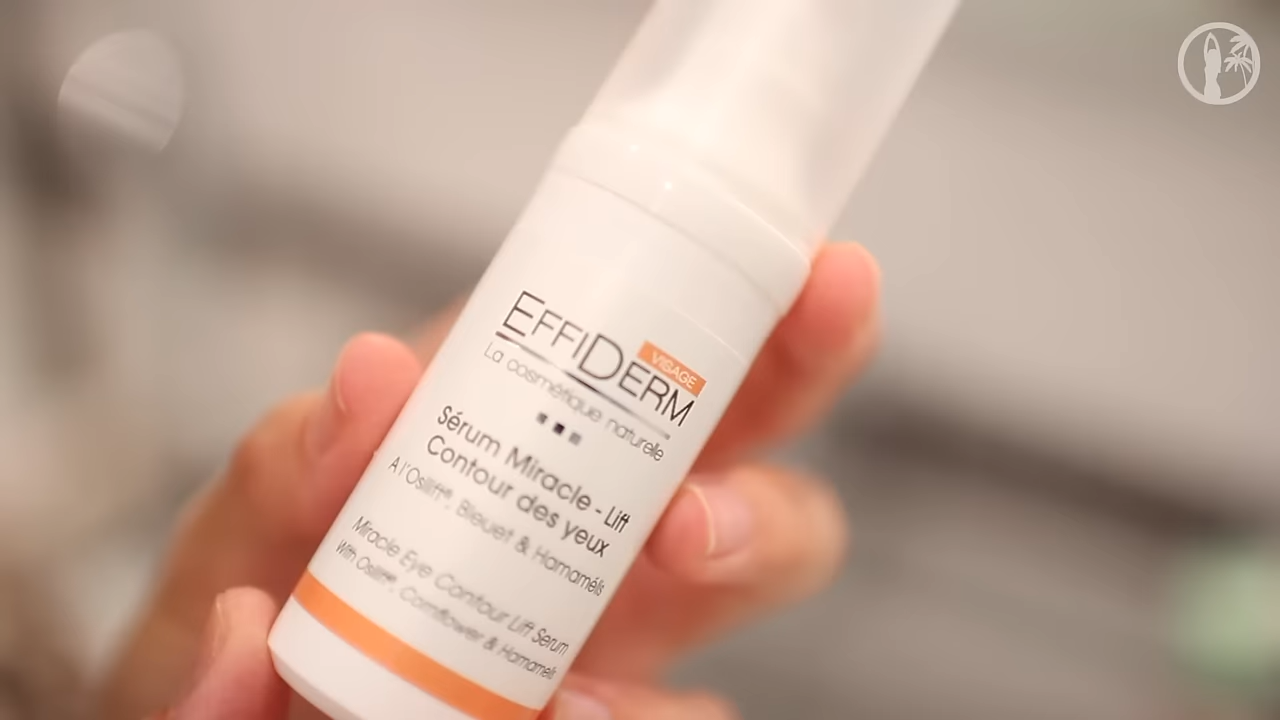 EFFIDERM
VISAGE
La cosmétique naturelle
Sérum Miracle - Lift
Contour des yeux
A l'Osilift®, Bleuet & Hamamélis
Miracle Eye Contour Lift Serum
With Osilift®, Cornflower & Hamamelis